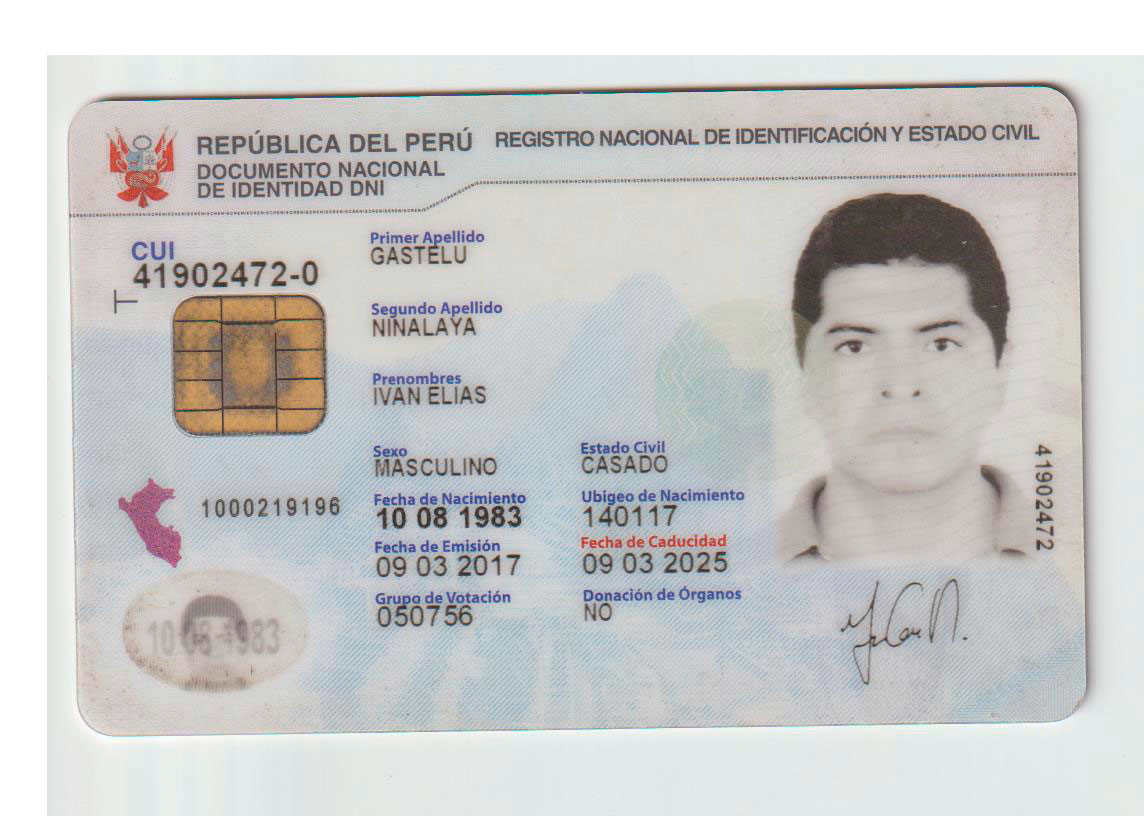 REPÚBLICA DEL PERÚ REGISTRO NACIONAL DE IDENTIFICACIÓN Y ESTADO CIVIL
DOCUMENTO NACIONAL
DE IDENTIDAD DNI
CUI
41902472-0
Primer Apellido
GASTELU
Segundo Apellido
NINALAYA
Prenombres
IVAN ELIAS
Sexo
MASCULINO
Estado Civil
CASADO
Fecha de Nacimiento
10 08 1983
Ubigeo de Nacimiento
140117
Fecha de Emisión
09 03 2017
Fecha de Caducidad
09 03 2025
Grupo de Votación
050756
Donación de Órganos
NO
1000219196
10 08 1983
41902472